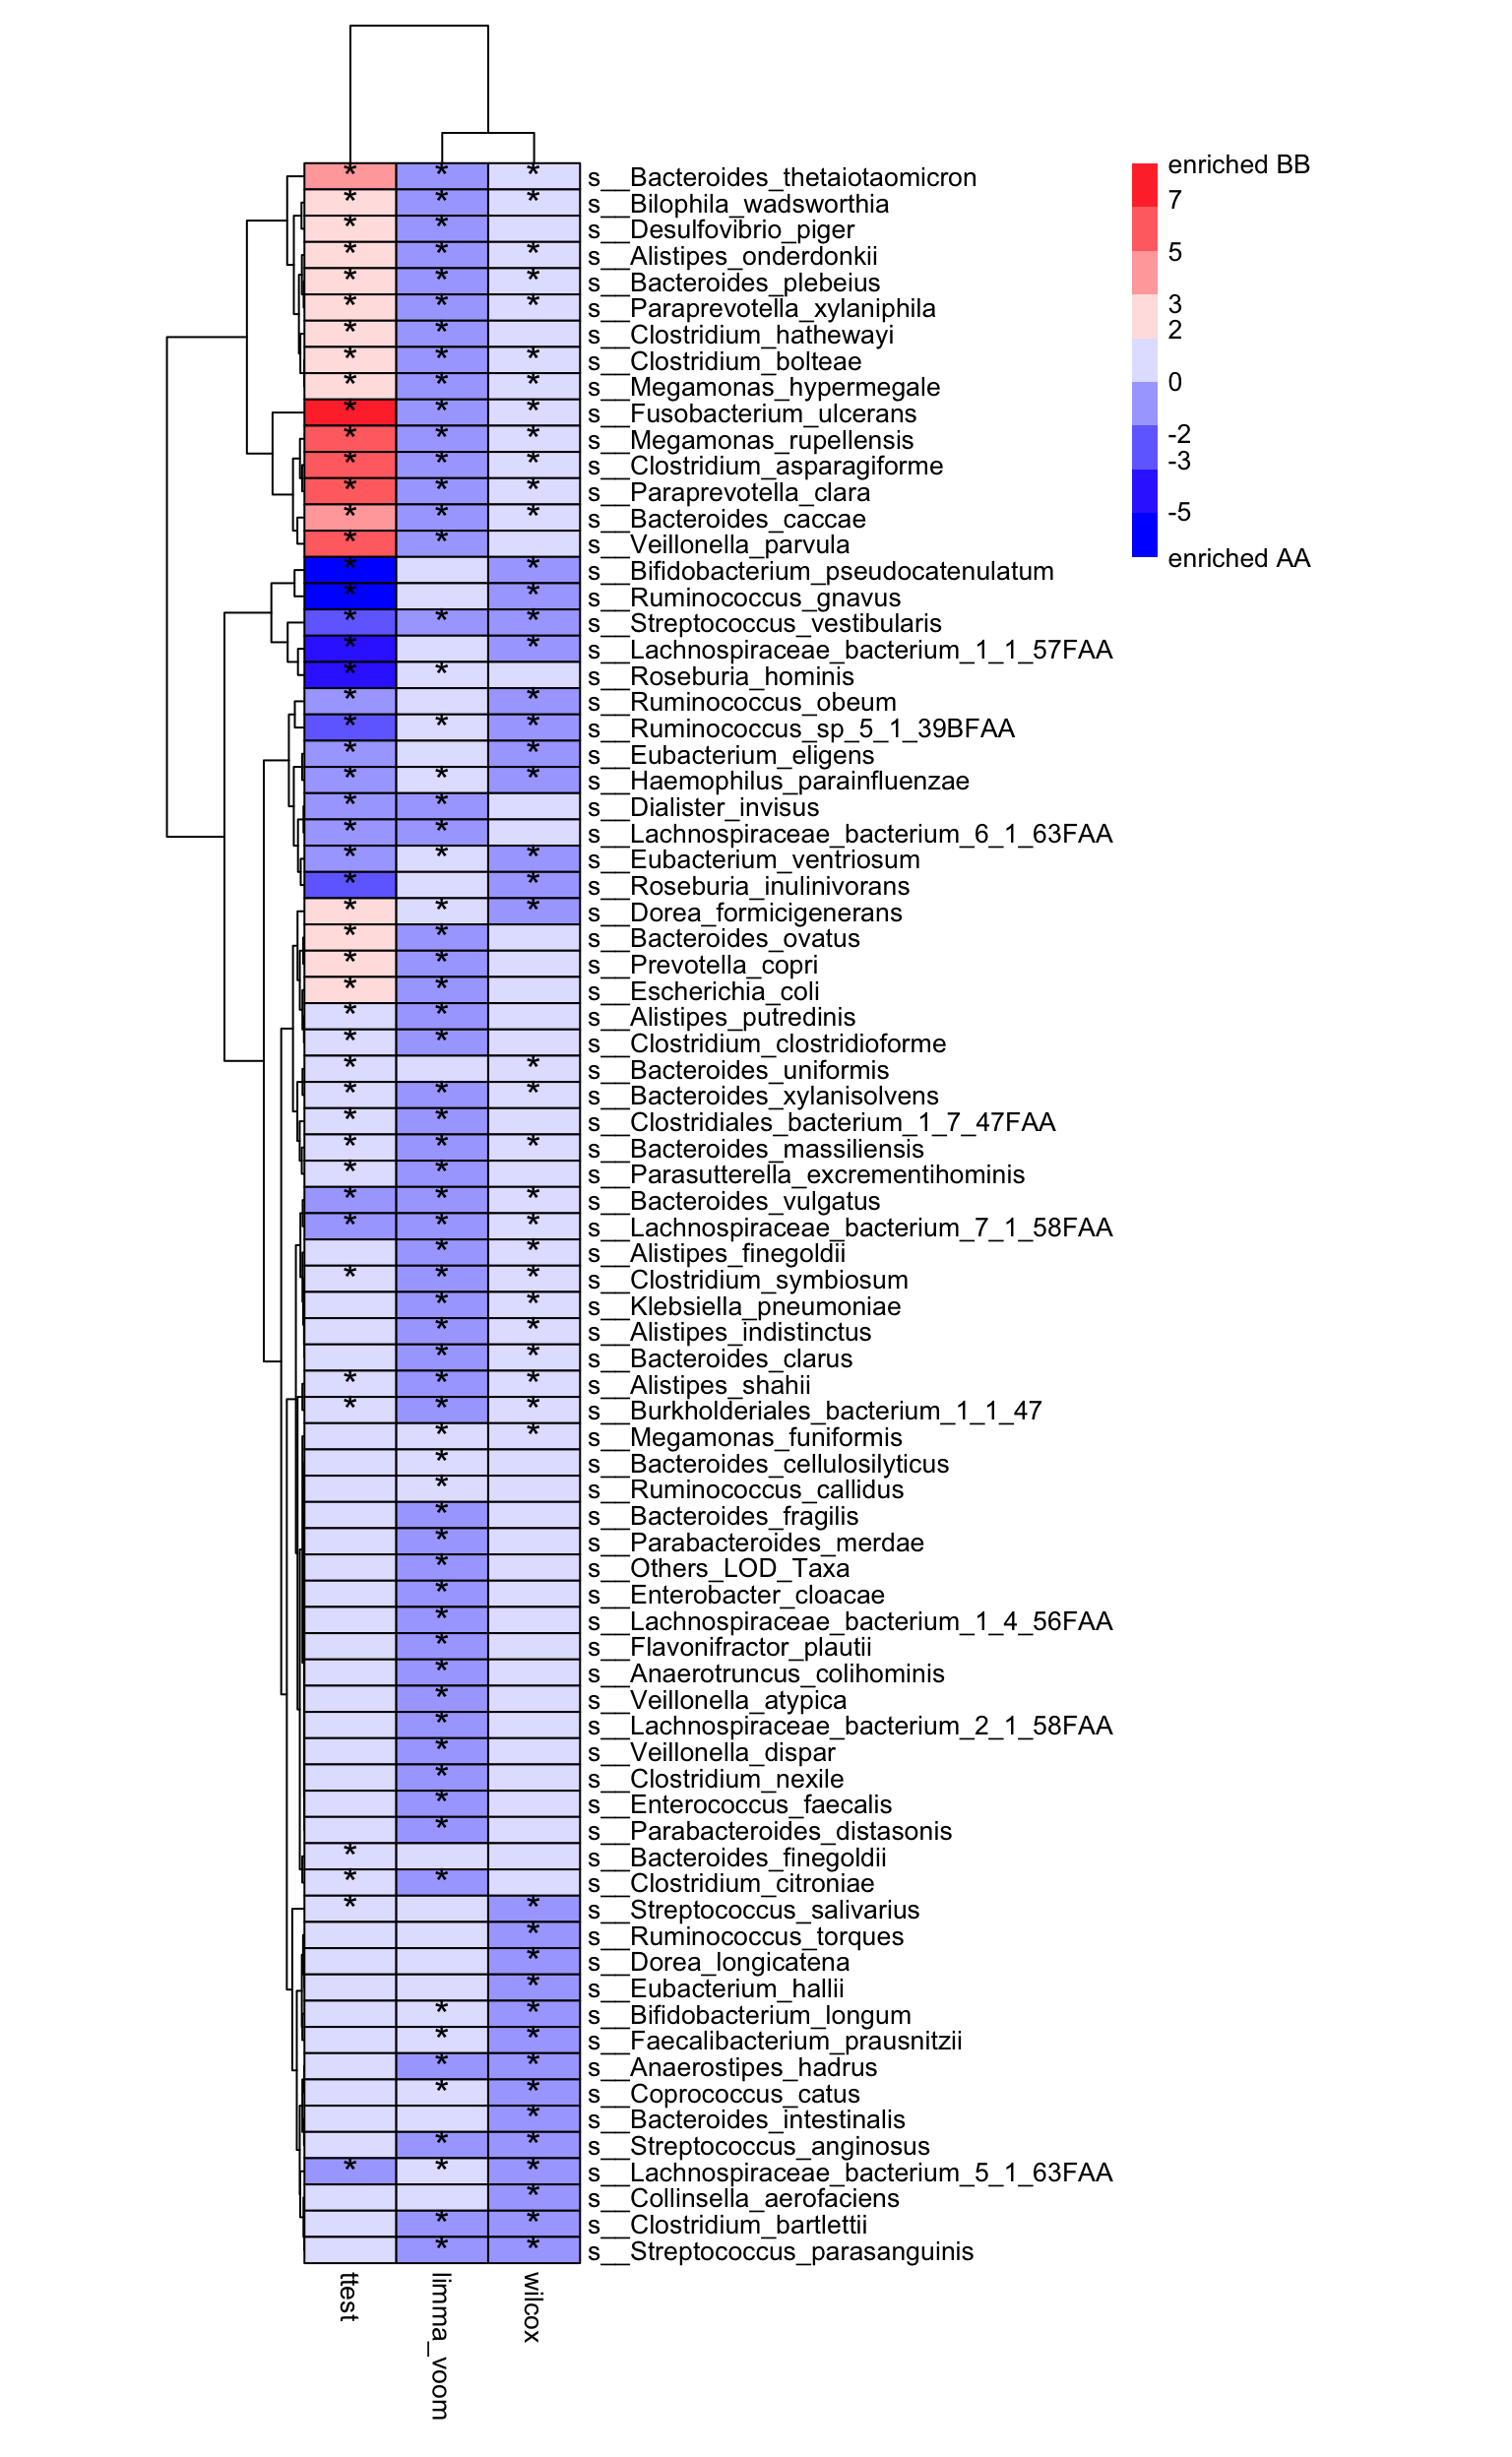 s__Bacteroides_thetaiotaomicron
s__Bilophila_wadsworthia
s__Desulfovibrio_piger
s__Alistipes_onderdonkii
s__Bacteroides_plebeius
s__Paraprevotella_xylaniphila
s__Clostridium_hathewayi
s__Clostridium_bolteae
s__Megamonas_hypermegale
s__Fusobacterium_ulcerans
s__Megamonas_rupellensis
s__Clostridium_asparagiforme
s__Paraprevotella_clara
s__Bacteroides_caccae
s__Veillonella_parvula
s__Bifidobacterium_pseudocatenulatum
s__Ruminococcus_gnavus
s__Streptococcus_vestibularis
s__Lachnospiraceae_bacterium_1_1_57FAA
s__Roseburia_hominis
s__Ruminococcus_obeum
s__Ruminococcus_sp_5_1_39BFAA
s__Eubacterium_eligens
s__Haemophilus_parainfluenzae
s__Dialister_invisus
s__Lachnospiraceae_bacterium_6_1_63FAA
s__Eubacterium_ventriosum
s__Roseburia_inulinivorans
s__Dorea_formicigenerans
s__Bacteroides_ovatus
s__Prevotella_copri
s__Escherichia_coli
s__Alistipes_putredinis
s__Clostridium_clostridioforme
s__Bacteroides_uniformis
s__Bacteroides_xylanisolvens
s__Clostridiales_bacterium_1_7_47FAA
s__Bacteroides_massiliensis
s__Parasutterella_excrementihominis
s__Bacteroides_vulgatus
s__Lachnospiraceae_bacterium_7_1_58FAA
s__Alistipes_finegoldii
s__Clostridium_symbiosum
s__Klebsiella_pneumoniae
s__Alistipes_indistinctus
s__Bacteroides_clarus
s__Alistipes_shahii
s__Burkholderiales_bacterium_1_1_47
s__Megamonas_funiformis
s__Bacteroides_cellulosilyticus
s__Ruminococcus_callidus
s__Bacteroides_fragilis
s__Parabacteroides_merdae
s__Others_LOD_Taxa
s__Enterobacter_cloacae
s__Lachnospiraceae_bacterium_1_4_56FAA
s__Flavonifractor_plautii
s__Anaerotruncus_colihominis
s__Veillonella_atypica
s__Lachnospiraceae_bacterium_2_1_58FAA
s__Veillonella_dispar
s__Clostridium_nexile
s__Enterococcus_faecalis
s__Parabacteroides_distasonis
s__Bacteroides_finegoldii
s__Clostridium_citroniae
s__Streptococcus_salivarius
s__Ruminococcus_torques
s__Dorea_longicatena
s__Eubacterium_hallii
s__Bifidobacterium_longum
s__Faecalibacterium_prausnitzii
s__Anaerostipes_hadrus
s__Coprococcus_catus
s__Bacteroides_intestinalis
s__Streptococcus_anginosus
s__Lachnospiraceae_bacterium_5_1_63FAA
s__Collinsella_aerofaciens
s__Clostridium_bartlettii
s__Streptococcus_parasanguinis
ttest
limma_voom
wilcox
enriched BB
7
5
3
2
0
-2
-3
-5
enriched AA